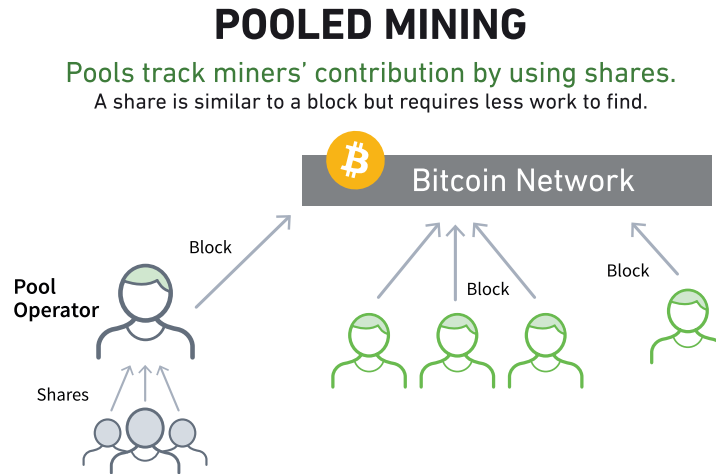 POOLED MINING
Pools track miners’ contribution by using shares.
A share is similar to a block but requires less work to find.
Bitcoin Network
Block
Pool
Operator
Block
Block
Shares